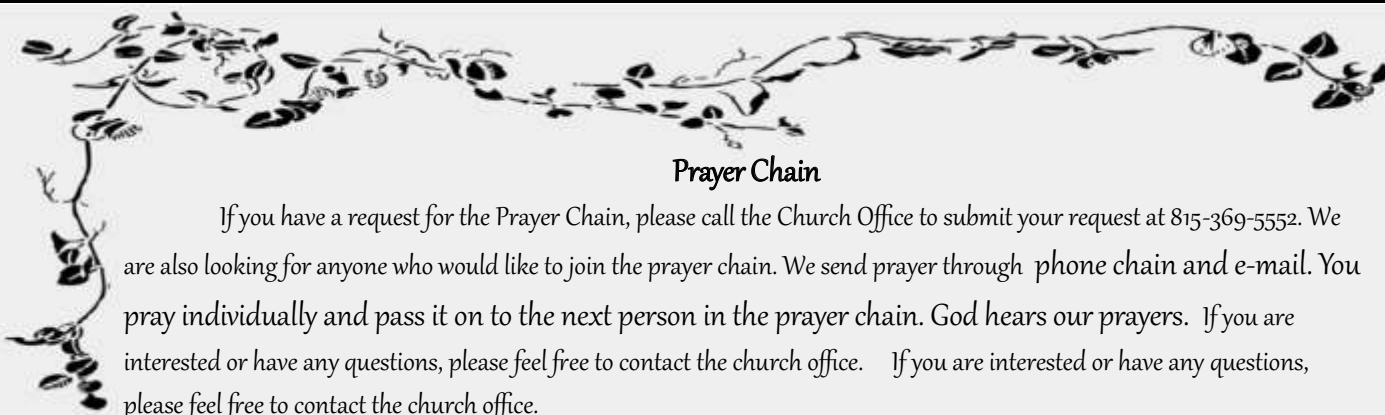 Prayer Chain
If you have a request for the Prayer Chain, please call the Church Office to submit your request at 815-369-5552. We
are also looking for anyone who would like to join the prayer chain. We send prayer through phone chain and e-mail. You
pray individually and pass it on to the next person in the prayer chain. God hears our prayers. If you are
interested or have any questions, please feel free to contact the church office. If you are interested or have any questions,
please feel free to contact the church office.